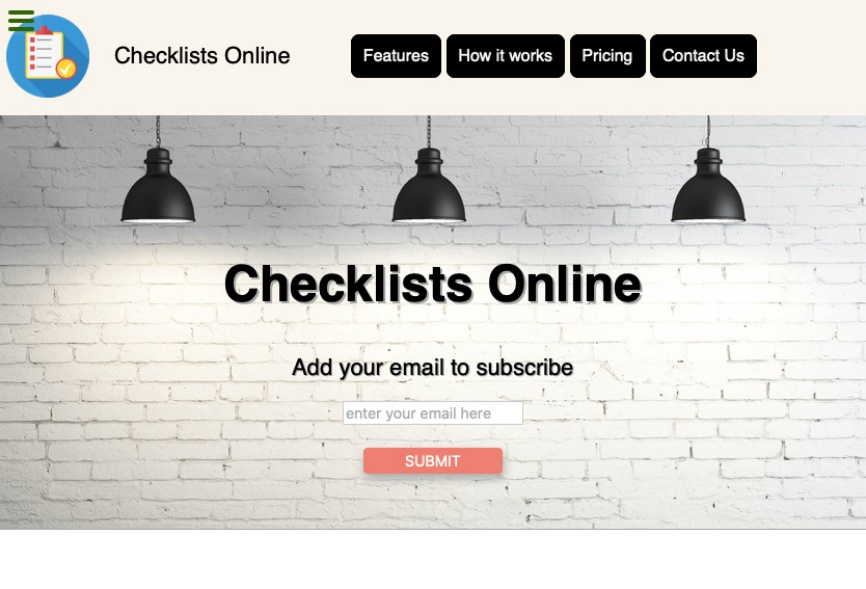 Checklists Online
Features
How it works
Pricing
Contact Us
Checklists Online
Add your email to subscribe
enter your email here
SUBMIT